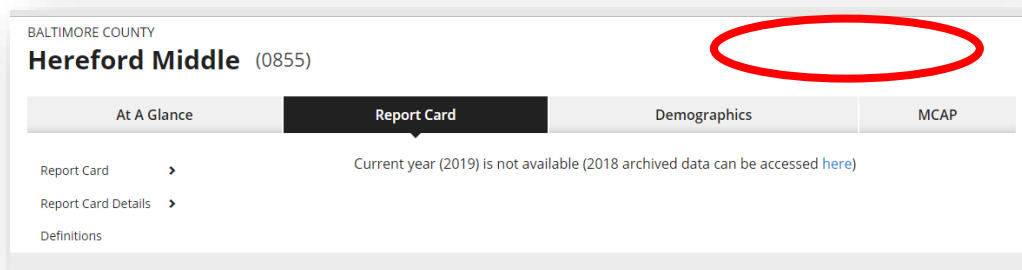 BALTIMORE COUNTY
Hereford Middle (0855)
At A Glance Report Card Demographics MCAP
Report Card
Current year (2019) is not available (2018 archived data can be accessed here)
Report Card Details
Definitions